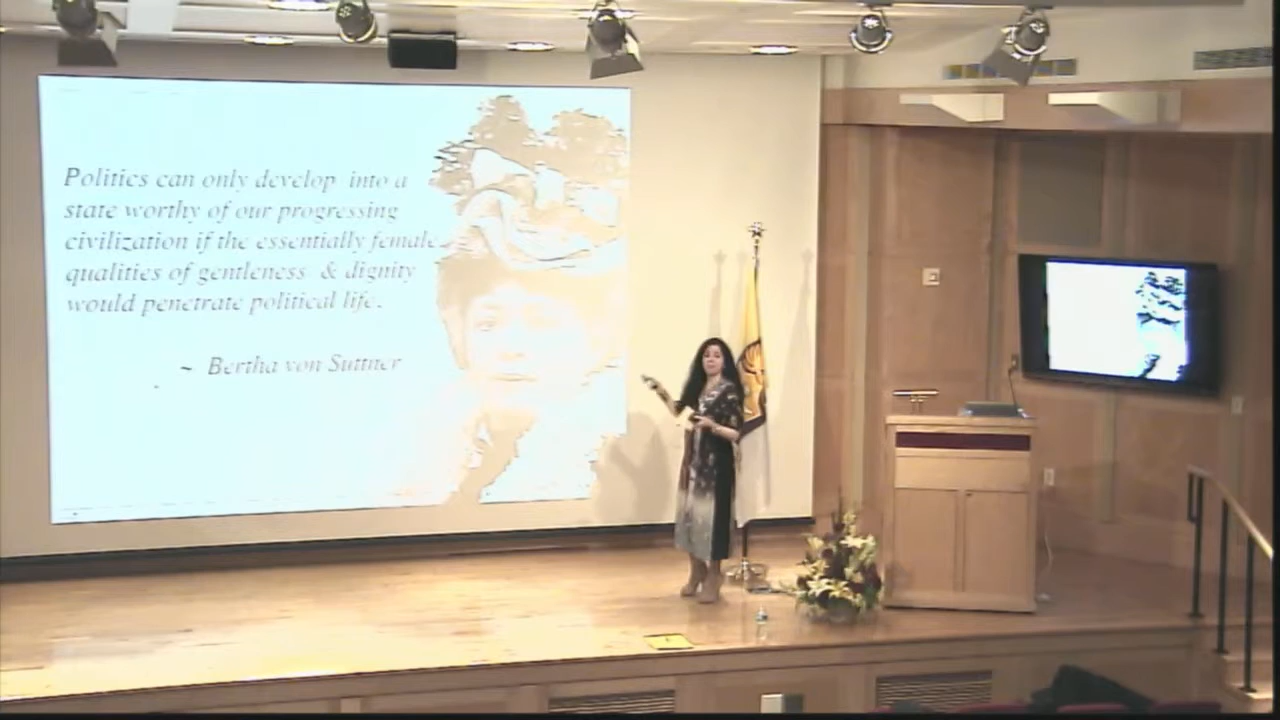 Politics can only develop into a
state worthy of our progressing
civilization if the essentially female
qualities of gentleness & dignity
would penetrate political life.
~ Bertha von Suttner